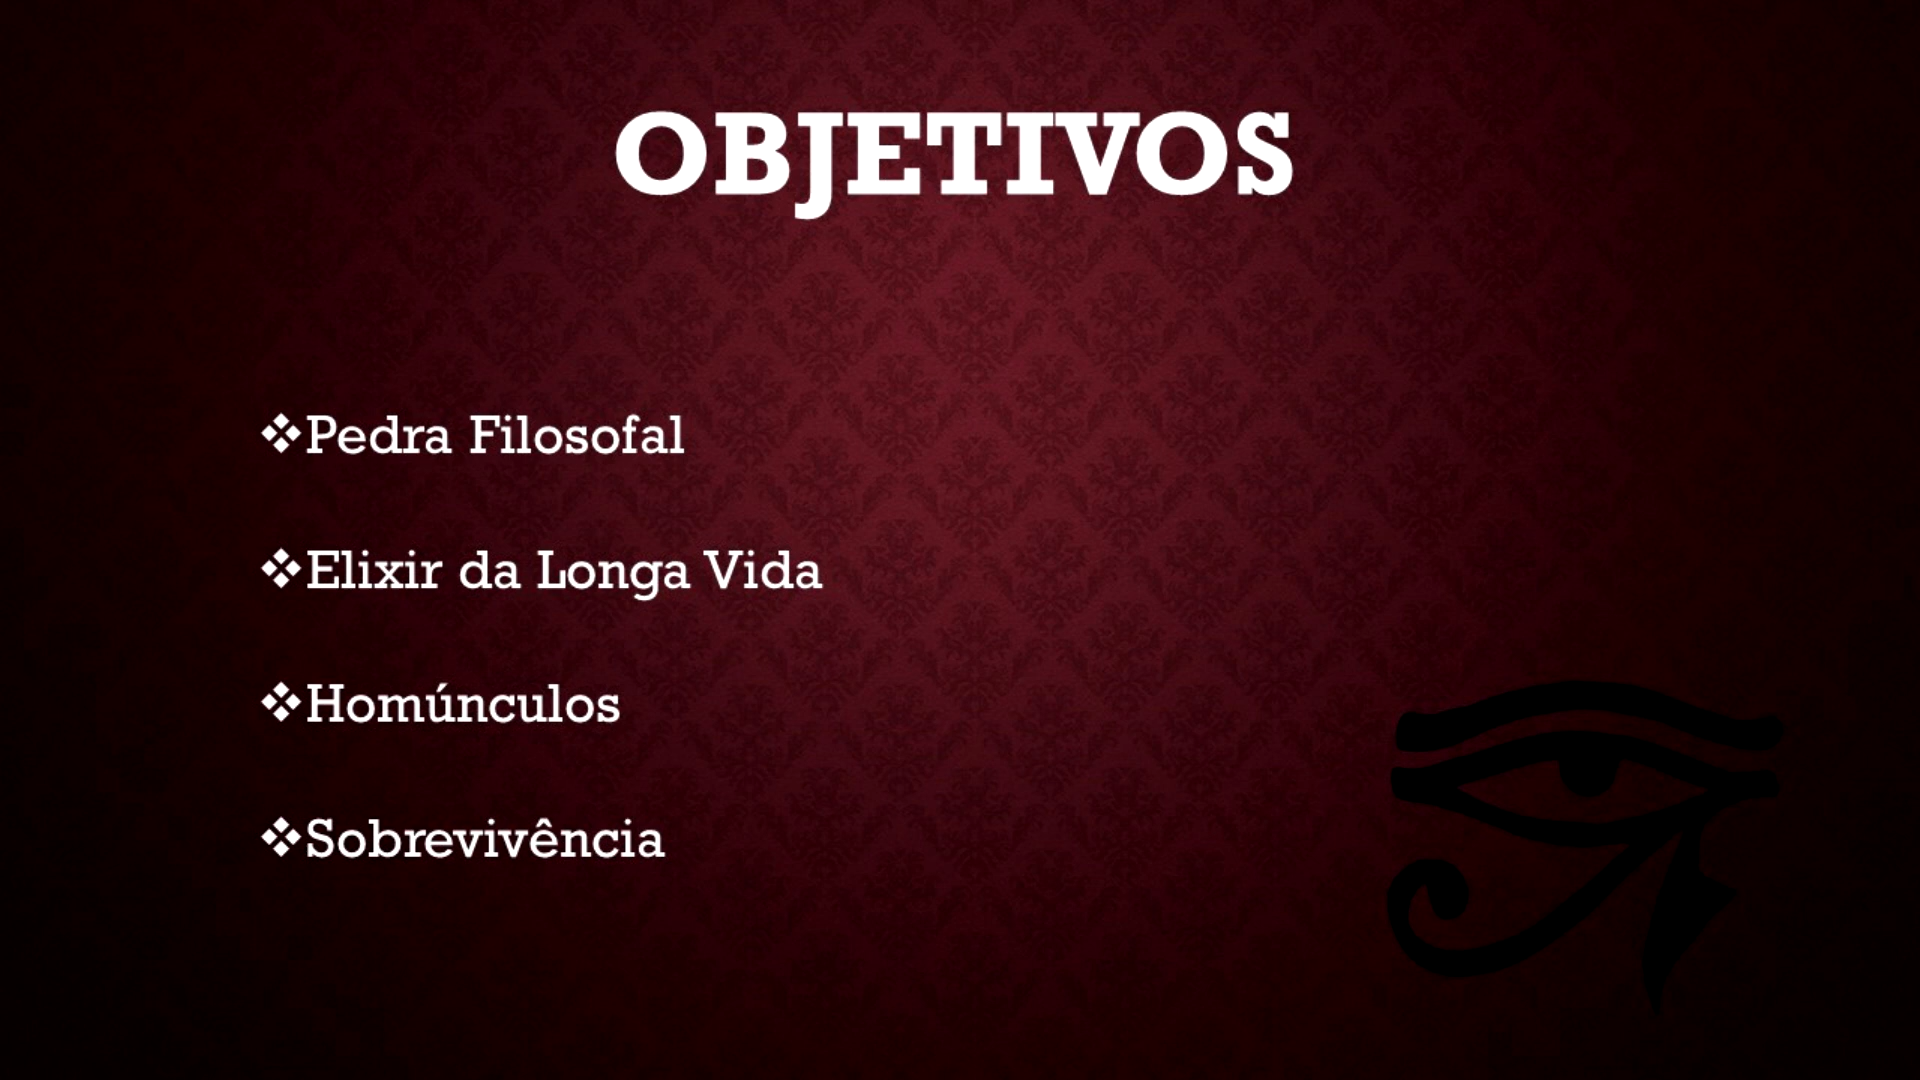 OBJETIVOS
❖Pedra Filosofal
❖Elixir da Longa Vida
❖Homúnculos
❖Sobrevivência